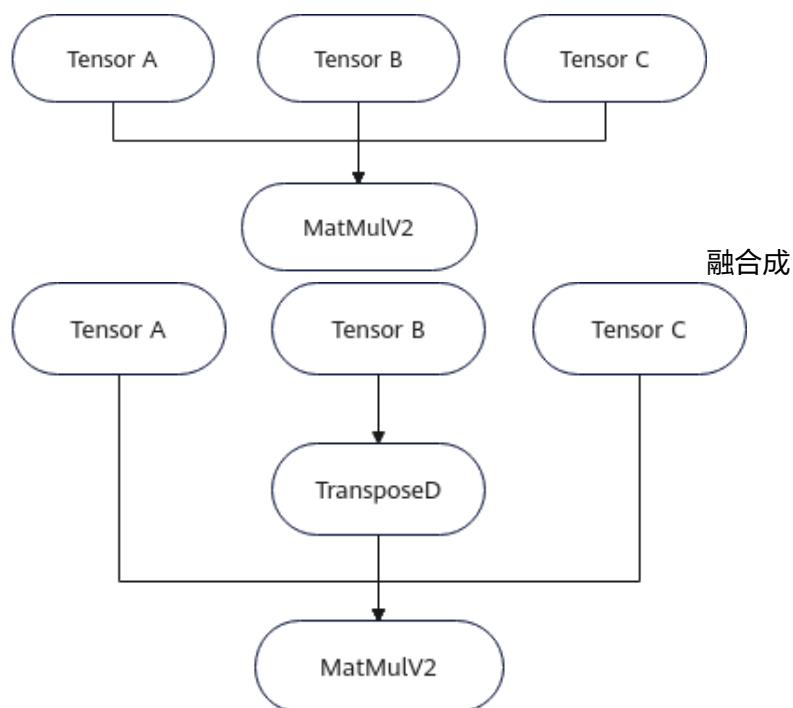 Tensor A
Tensor B
Tensor C
MatMulV2
融合成
Tensor A
Tensor B
Tensor C
TransposeD
MatMulV2